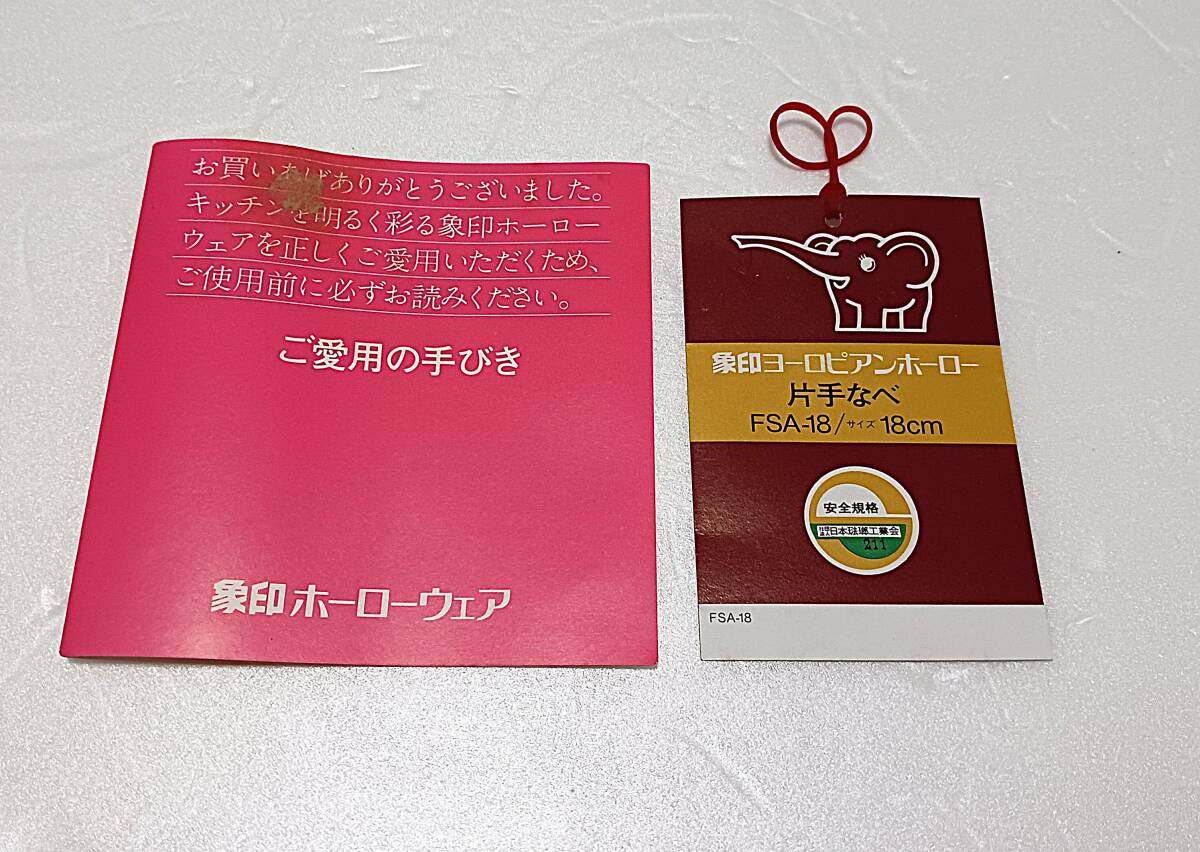 お買いあげありがとうございました。
キッチンを明るく彩る象印ホーロー
ウェアを正しくご愛用いただくため、
ご使用前に必ずお読みください。
ご愛用の手びき
象印ホーローウェア
象印ヨーロピアンホーロー
片手なべ
FSA-18/サイズ 18cm
安全規格
社団法人日本琺瑯工業会
211
FSA-18